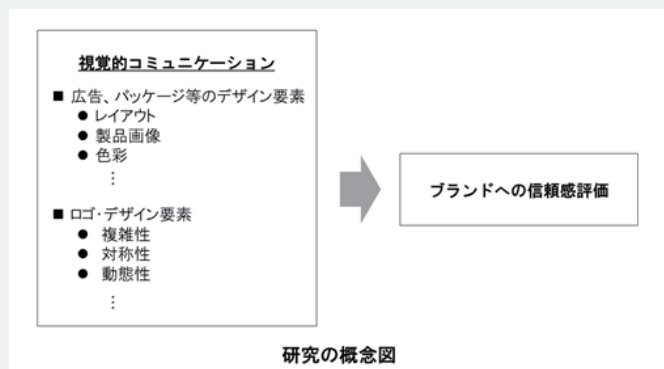 視覚的コミュニケーション
■ 広告、パッケージ等のデザイン要素
● レイアウト
● 製品画像
● 色彩
⋮
■ ロゴ・デザイン要素
● 複雑性
● 対称性
● 動態性
⋮
ブランドへの信頼感評価
研究の概念図